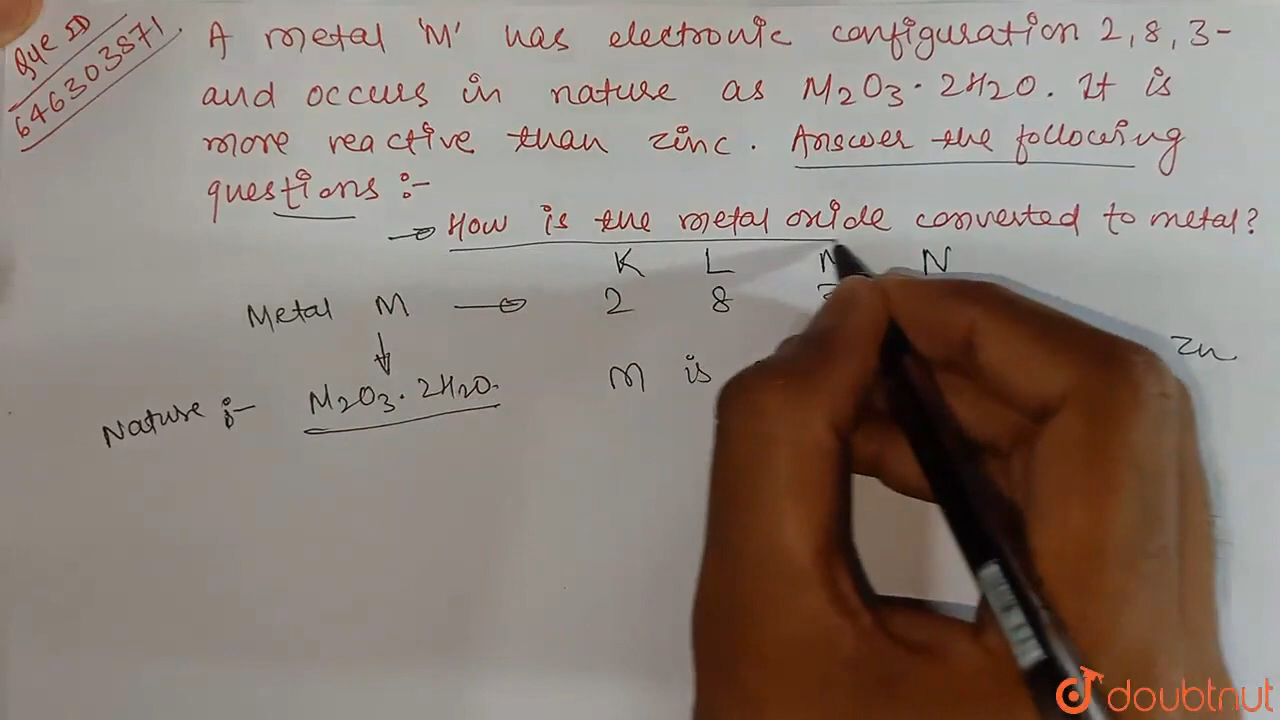 Que ID
646303871
A metal 'M' has electronic configuration 2, 8, 3 -
and occurs in nature as M2O3 · 2H2O. It is
more reactive than zinc. Answer the following
questions :-
→ How is the metal oxide converted to metal?
K L M N
Metal M → 2 8 3
Zn
Nature :- M2O3 · 2H2O. M is
doubtnut